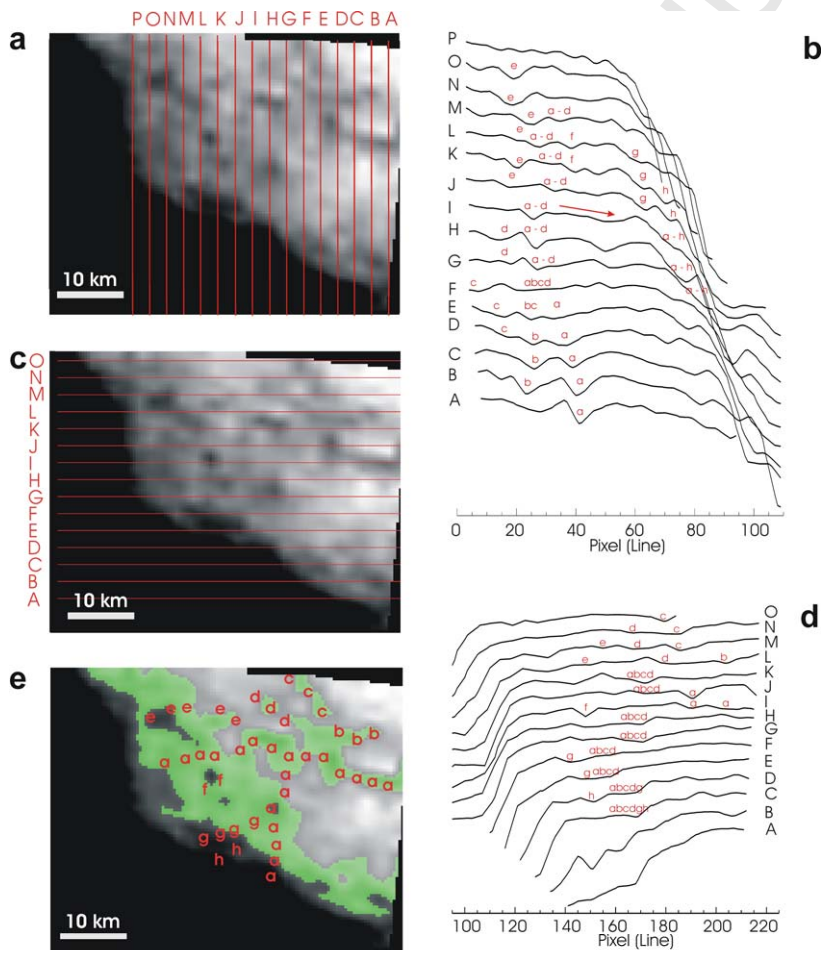 P O N M L K J I H G F E D C B A
a
10 km
b
P
O
e
N
e
M
e a - d
L
e a - d f
K
e a - d f g
J
e a - d g h
I
a - d g h
H
d a - d a - h
G
d a - d a - h
F
c abcd a - h
E
c bc a
D
c b a
C
b a
B
b a
A
a
0 20 40 60 80 100
Pixel (Line)
c
O
N
M
L
K
J
I
H
G
F
E
D
C
B
A
10 km
d
c O
d c N
e d c M
e d b L
abcd K
abcd a J
f a a I
abcd H
abcd G
a abcd F
g abcd E
abcdg D
h C
abcdgh B
A
100 120 140 160 180 200 220
Pixel (Line)
e
c
d d c
e e e e e d
b b b
a a a a a a a a a a a a a a
a
f f
a
a
g g g g
a
h h
a
a
10 km